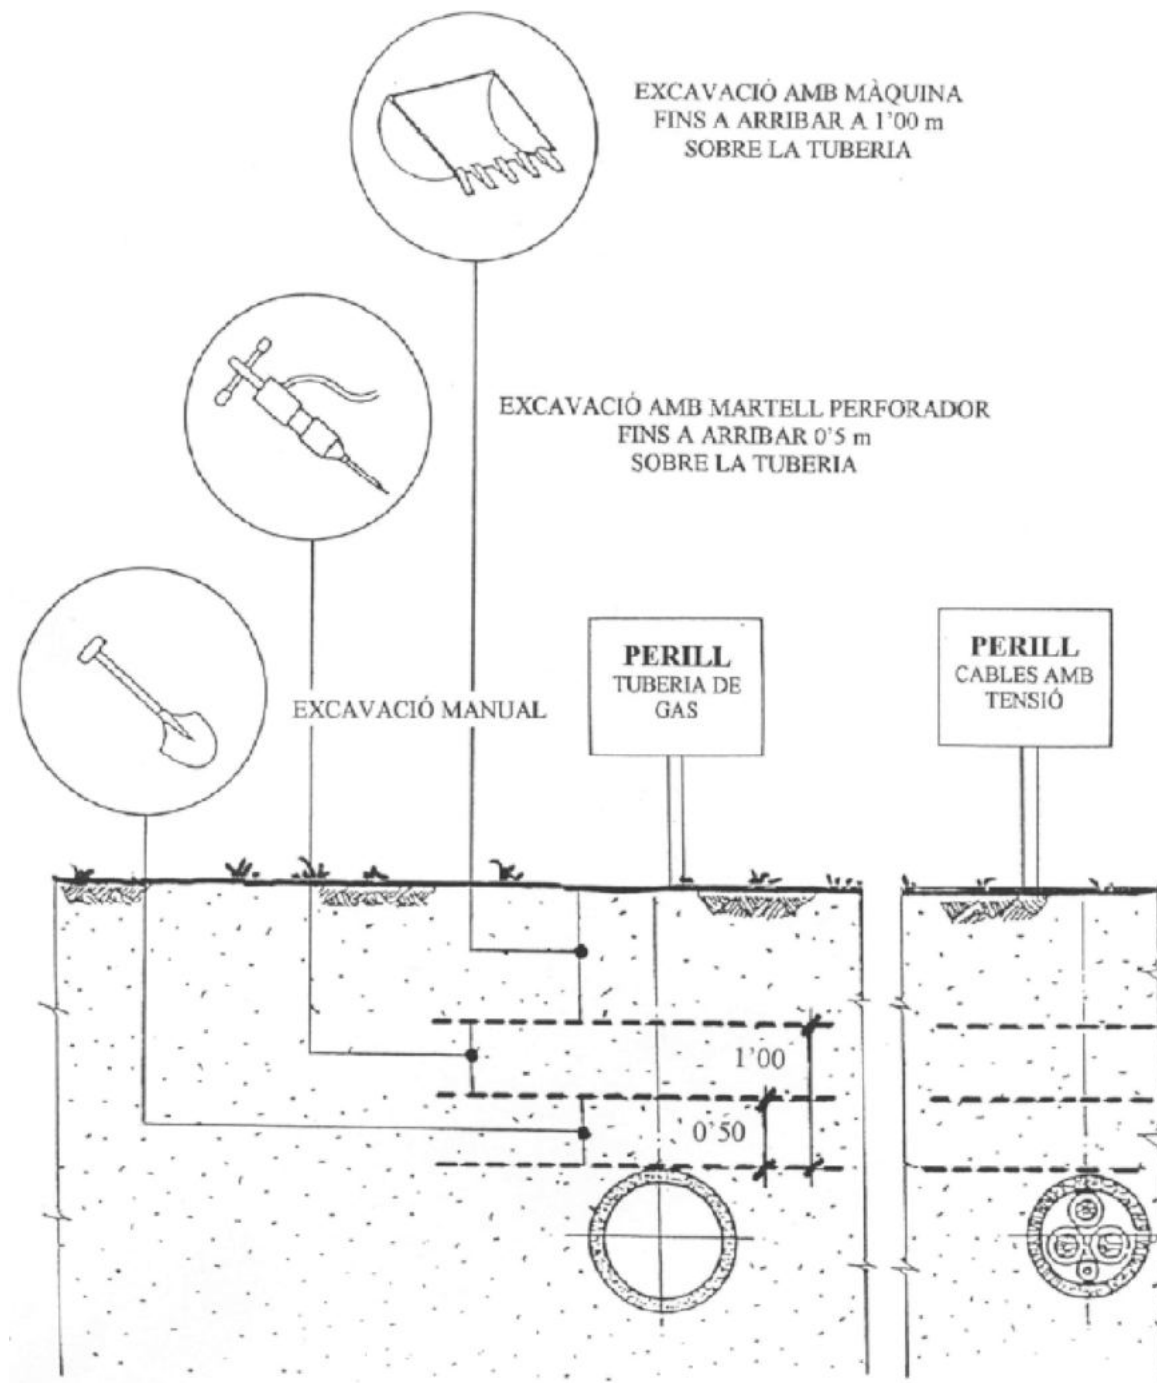 EXCAVACIÓ AMB MÀQUINA
FINS A ARRIBAR A 1'00 m
SOBRE LA TUBERIA
EXCAVACIÓ AMB MARTELL PERFORADOR
FINS A ARRIBAR 0'5 m
SOBRE LA TUBERIA
EXCAVACIÓ MANUAL
PERILL
TUBERIA DE
GAS
PERILL
CABLES AMB
TENSIÓ
1'00
0'50